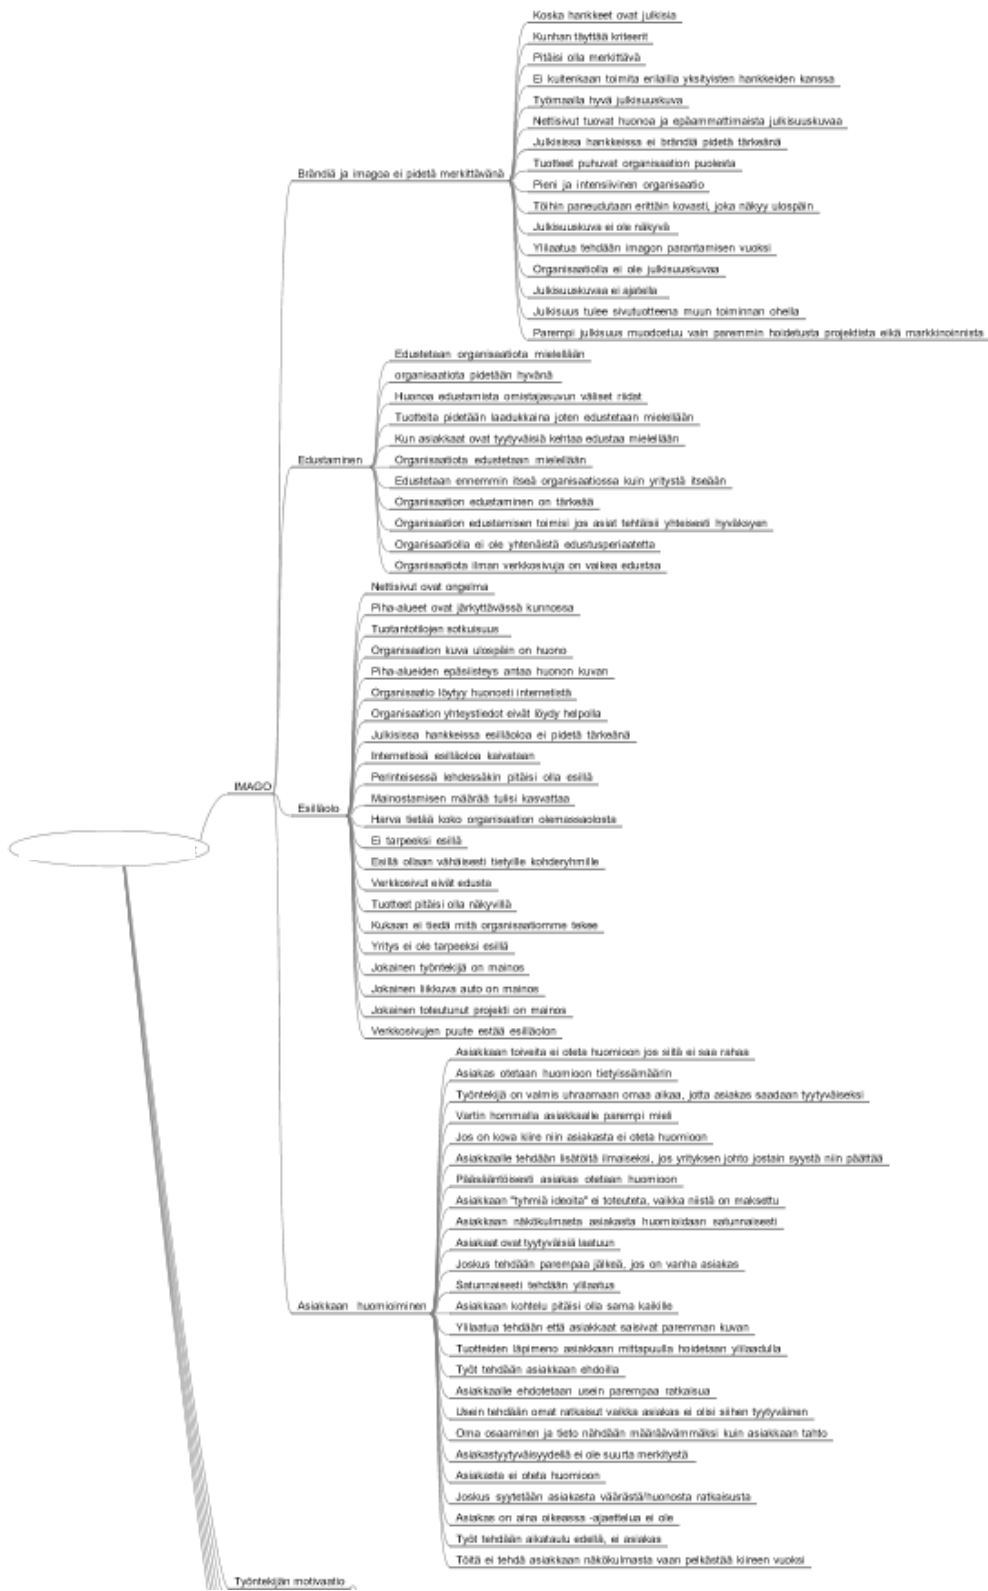 Koska hankkeet ovat julkisia
Kunhan täyttää kriteerit
Pitäisi olla merkittävä
Ei kuitenkaan toimita erilailla yksityisten hankkeiden kanssa
Työmaalla hyvä julkisuuskuva
Nettisivut tuovat huonoa ja epäammattimaista julkisuuskuvaa
Julkisissa hankkeissa ei brändiä pidetä tärkeänä
Tuotteet puhuvat organisaation puolesta
Brändiä ja imagoa ei pidetä merkittävänä
Pieni ja intensiivinen organisaatio
Töihin paneudutaan erittäin kovasti, joka näkyy ulospäin
Julkisuuskuva ei ole näkyvä
Ylilaatua tehdään imagon parantamisen vuoksi
Organisaatiolla ei ole julkisuuskuvaa
Julkisuuskuvaa ei ajatella
Julkisuus tulee sivutuotteena muun toiminnan ohella
Parempi julkisuus muodostuu vain paremmin hoidetusta projektista eikä markkinoinnista
Edustetaan organisaatiota mielellään
organisaatiota pidetään hyvänä
Huonoa edustamista omistajasuvun väliset riidat
Tuotteita pidetään laadukkaina joten edustetaan mielellään
Kun asiakkaat ovat tyytyväisiä kehtaa edustaa mielellään
Edustaminen
Organisaatiota edustetaan mielellään
Edustetaan ennemmin itseä organisaatiossa kuin yritystä itseään
Organisaation edustaminen on tärkeää
Organisaation edustamisen toimisi jos asiat tehtäisii yhteisesti hyväksyen
Organisaatiolla ei ole yhtenäistä edustusperiaatetta
Organisaatiota ilman verkkosivuja on vaikea edustaa
Nettisivut ovat ongelma
Piha-alueet ovat järkyttävässä kunnossa
Tuotantotilojen sotkuisuus
Organisaation kuva ulospäin on huono
Piha-alueiden epäsiisteys antaa huonon kuvan
Organisaatio löytyy huonosti internetistä
Organisaation yhteystiedot eivät löydy helpolla
Julkisissa hankkeissa esilläoloa ei pidetä tärkeänä
Internetissä esilläoloa kaivataan
Perinteisessä lehdessäkin pitäisi olla esillä
IMAGO
Mainostamisen määrää tulisi kasvattaa
Esilläolo
Harva tietää koko organisaation olemassaolosta
Ei tarpeeksi esillä
Esillä ollaan vähäisesti tietyille kohderyhmille
Verkkosivut eivät edusta
Tuotteet pitäisi olla näkyvillä
Kukaan ei tiedä mitä organisaatiomme tekee
Yritys ei ole tarpeeksi esillä
Jokainen työntekijä on mainos
Jokainen liikkuva auto on mainos
Jokainen toteutunut projekti on mainos
Verkkosivujen puute estää esilläolon
Asiakkaan toiveita ei oteta huomioon jos siitä ei saa rahaa
Asiakas otetaan huomioon tietyissämäärin
Työntekijä on valmis uhraamaan omaa aikaa, jotta asiakas saadaan tyytyväiseksi
Vartin hommalla asiakkaalle parempi mieli
Jos on kova kiire niin asiakasta ei oteta huomioon
Asiakkaalle tehdään lisätöitä ilmaiseksi, jos yrityksen johto jostain syystä niin päättää
Pääsääntöisesti asiakas otetaan huomioon
Asiakkaan "tyhmiä ideoita" ei toteuteta, vaikka niistä on maksettu
Asiakkaan näkökulmasta asiakasta huomioidaan satunnaisesti
Asiakaat ovat tyytyväisiä laatuun
Joskus tehdään parempaa jälkeä, jos on vanha asiakas
Satunnaisesti tehdään ylilaatua
Asiakkaan huomioiminen
Asiakkaan kohtelu pitäisi olla sama kaikille
Ylilaatua tehdään että asiakkaat saisivat paremman kuvan
Tuotteiden läpimeno asiakkaan mittapuulla hoidetaan ylilaadulla
Työt tehdään asiakkaan ehdoilla
Asiakkaalle ehdotetaan usein parempaa ratkaisua
Usein tehdään omat ratkaisut vaikka asiakas ei olisi siihen tyytyväinen
Oma osaaminen ja tieto nähdään määräävämmäksi kuin asiakkaan tahto
Asiakastyytyväisyydellä ei ole suurta merkitystä
Asiakasta ei oteta huomioon
Joskus syytetään asiakasta väärästä/huonosta ratkaisusta
Asiakas on aina oikeassa -ajaettelua ei ole
Työt tehdään aikataulu edellä, ei asiakas
Töitä ei tehdä asiakkaan näkökulmasta vaan pelkästää kiireen vuoksi
Työntekijän motivaatio